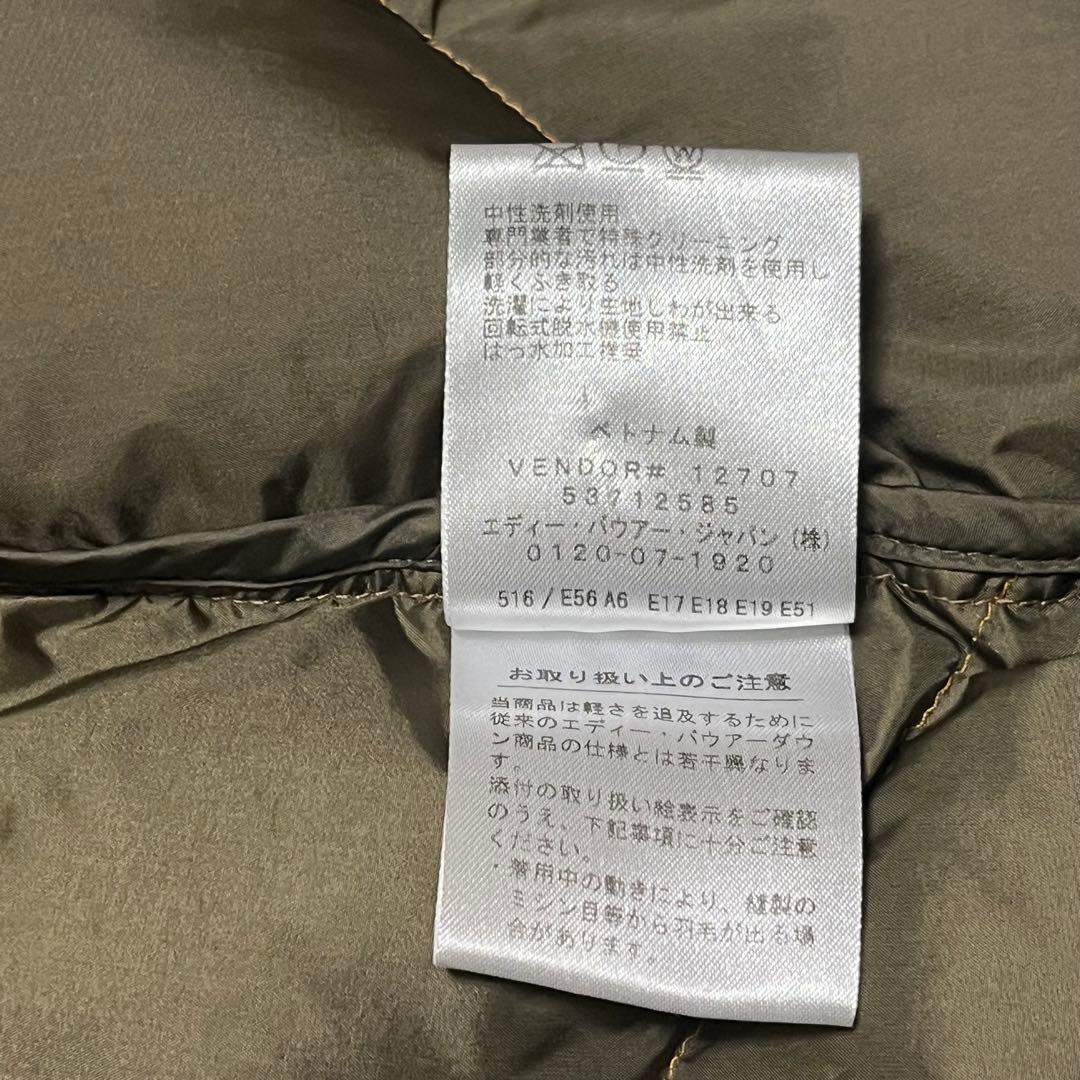 中性洗剤使用
専門業者で特殊クリーニング
部分的な汚れは中性洗剤を使用し
軽くふき取る
洗濯により生地しわが出来る
回転式脱水機使用禁止
はっ水加工推奨
ベトナム製
VENDOR# 12707
53712585
エディー・バウアー・ジャパン(株)
0120-07-1920
516 / E56 A6 E17 E18 E19 E51
お取り扱い上のご注意
当商品は軽さを追及するために
従来のエディー・バウアーダウ
ン商品の仕様とは若干異なりま
す。
添付の取り扱い絵表示をご確認
のうえ、下記事項に十分ご注意
ください。
・着用中の動きにより、縫製の
ミシン目等から羽毛が出る場
合があります。